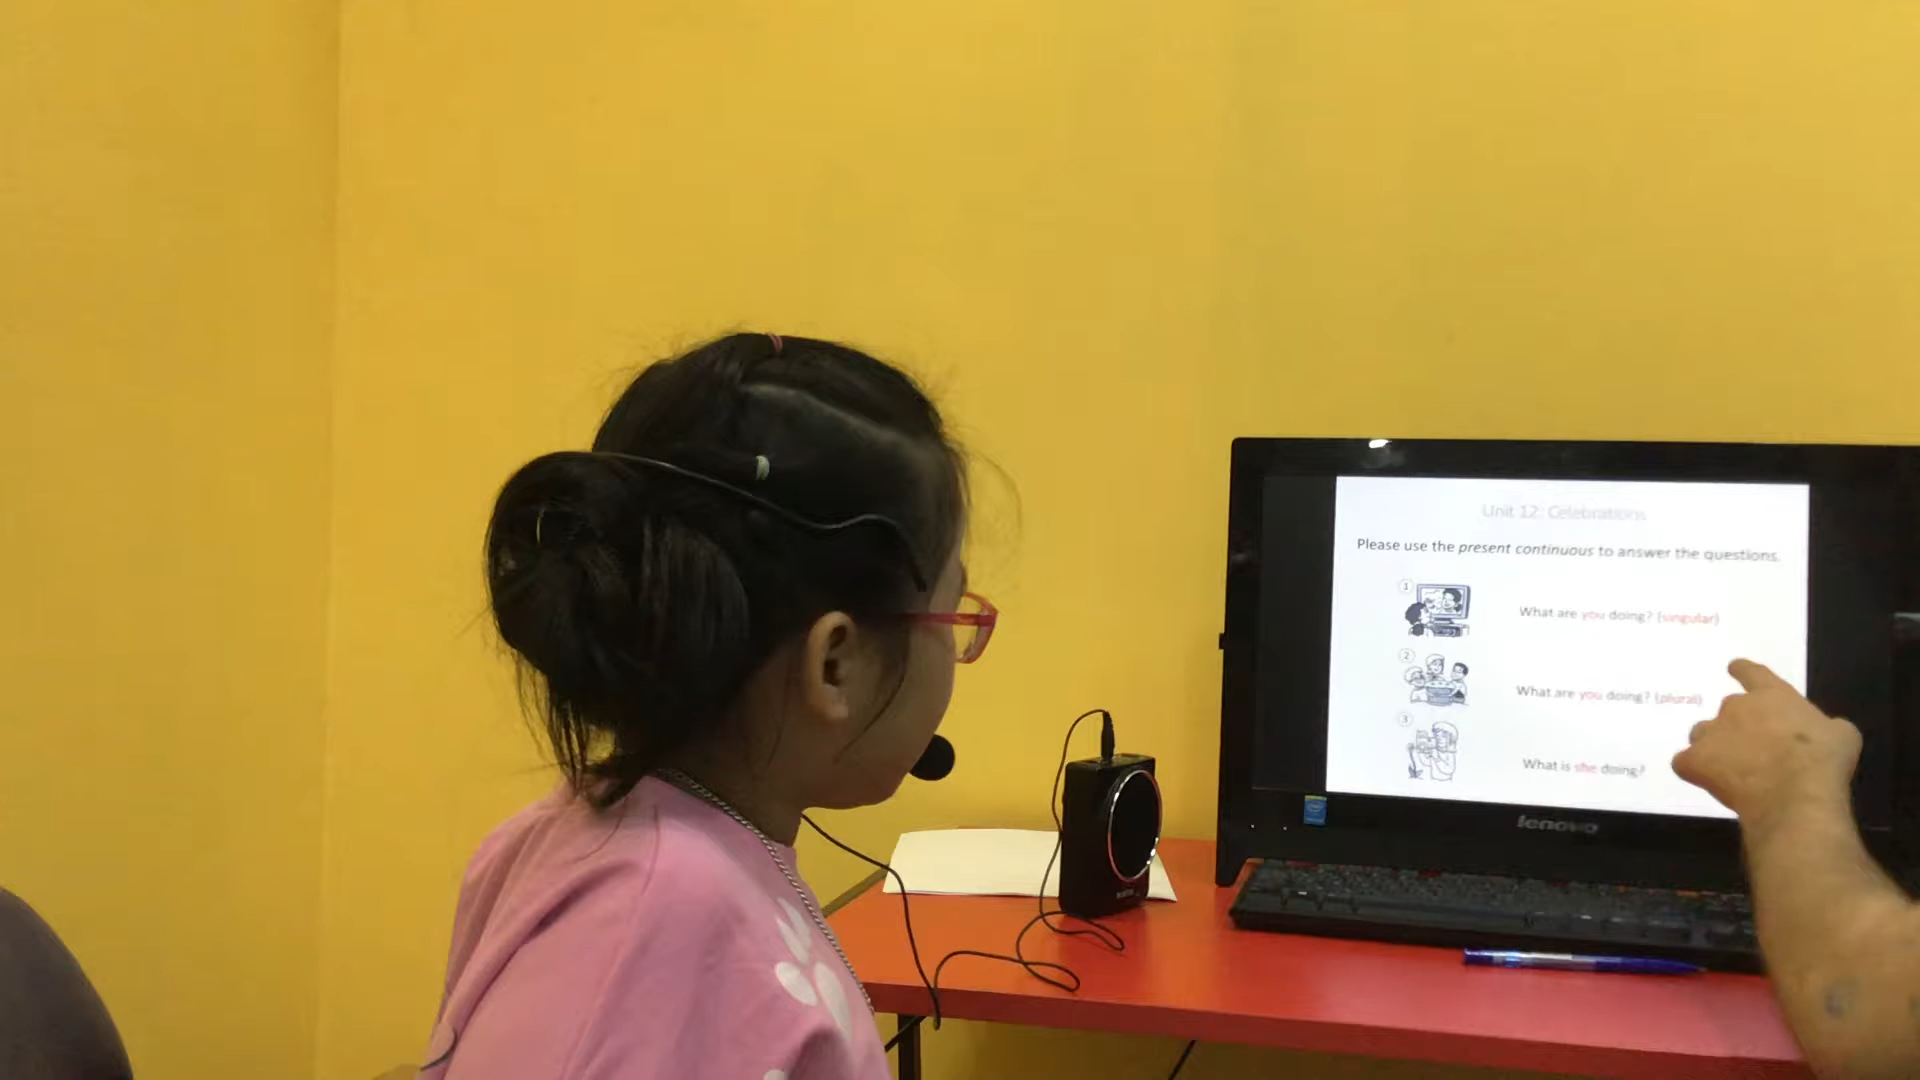 Unit 12: Celebrations
Please use the present continuous to answer the questions.
1
What are you doing? (singular)
2
What are you doing? (plural)
3
What is she doing?
lenovo